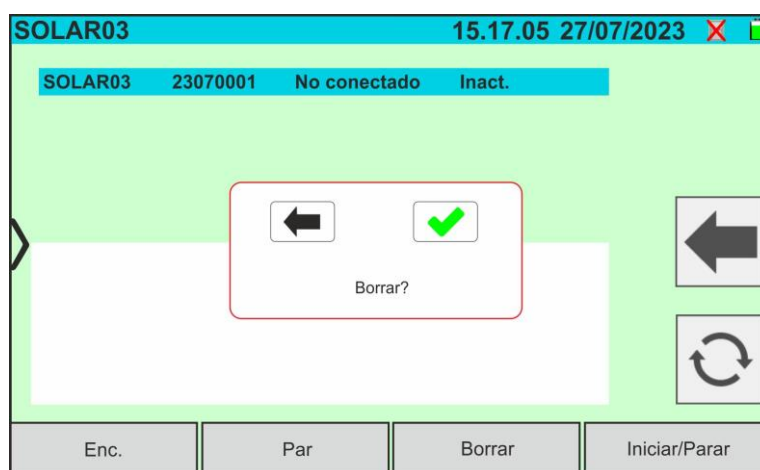 SOLAR03 15.17.05 27/07/2023
SOLAR03 23070001 No conectado Inact.
Borrar?
Enc. Par Borrar Iniciar/Parar